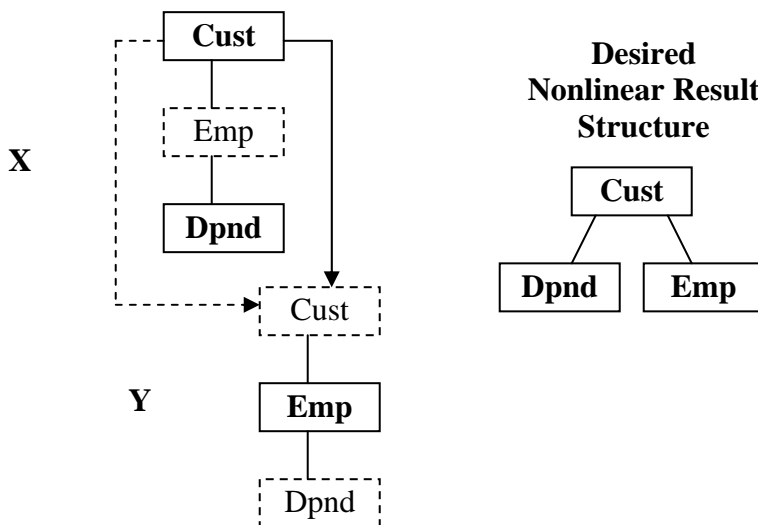 Cust
Emp
X
Dpnd
Cust
Y
Emp
Dpnd
Desired
Nonlinear Result
Structure
Cust
Dpnd
Emp